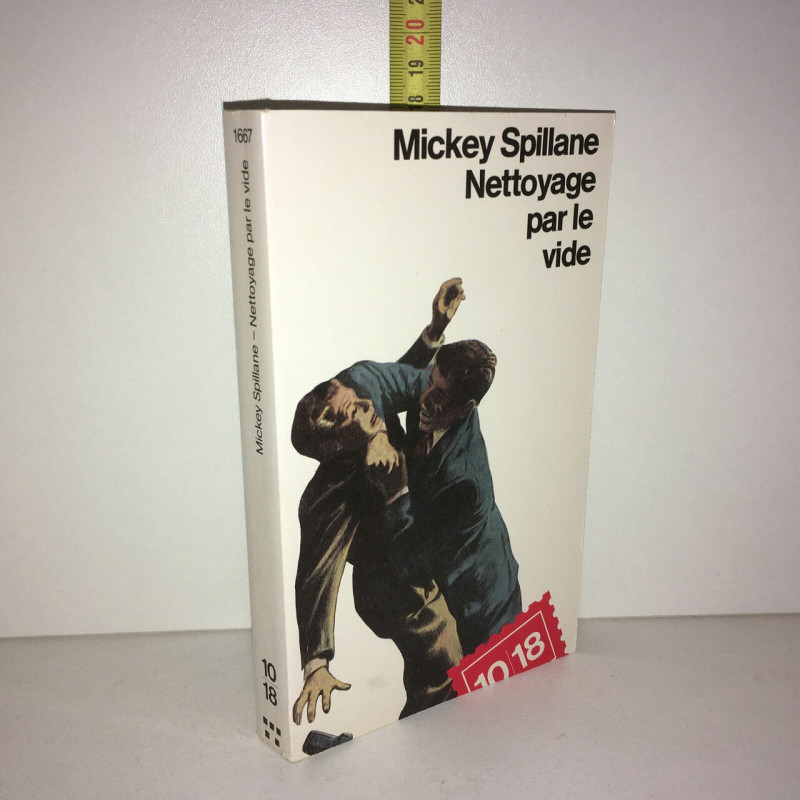 18 19 20
Mickey Spillane
Nettoyage
par le
vide
10 18
1667
Mickey Spillane – Nettoyage par le vide
10
18